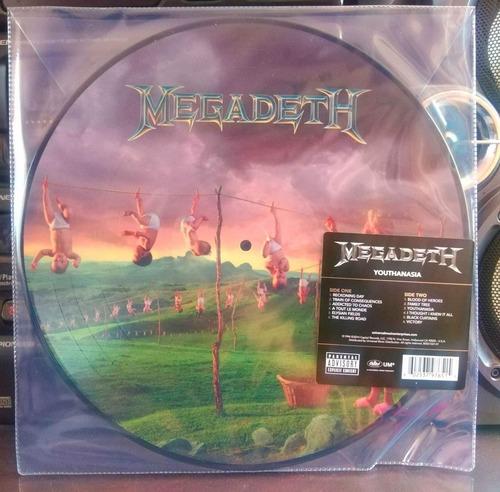 MEGADETH
MEGADETH
YOUTHANASIA
SIDE ONE
1. RECKONING DAY
2. TRAIN OF CONSEQUENCES
3. ADDICTED TO CHAOS
4. A TOUT LE MONDE
5. ELYSIAN FIELDS
6. THE KILLING ROAD
SIDE TWO
1. BLOOD OF HEROES
2. FAMILY TREE
3. YOUTHANASIA
4. I THOUGHT I KNEW IT ALL
5. BLACK CURTAINS
6. VICTORY
PARENTAL
ADVISORY
EXPLICIT CONTENT